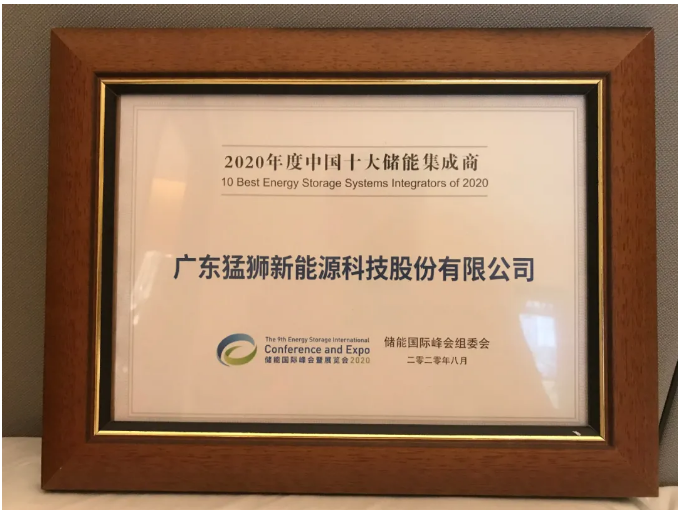 2020年度中国十大储能集成商
10 Best Energy Storage Systems Integrators of 2020
广东猛狮新能源科技股份有限公司
The 9th Energy Storage International
Conference and Expo
储能国际峰会暨展览会2020
储能国际峰会组委会
二零二零年八月